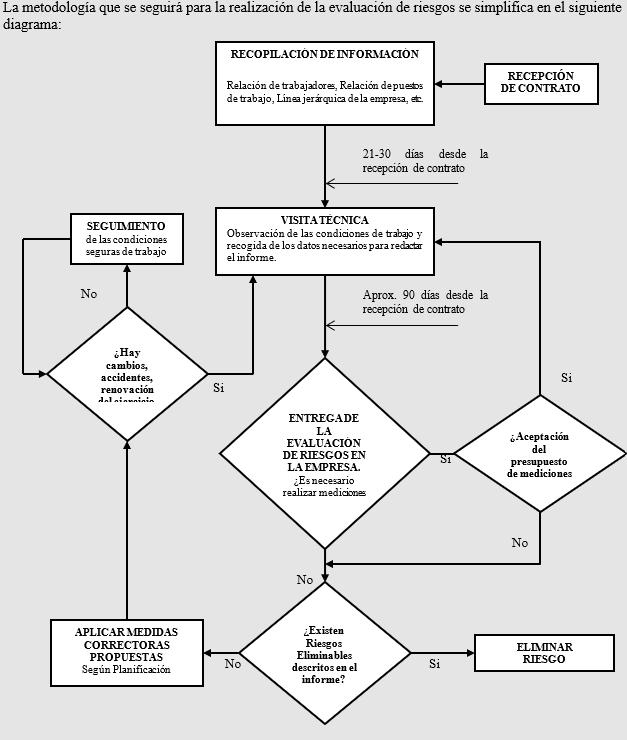 La metodología que se seguirá para la realización de la evaluación de riesgos se simplifica en el siguiente
diagrama:
RECOPILACIÓN DE INFORMACIÓN
Relación de trabajadores, Relación de puestos
de trabajo, Línea jerárquica de la empresa, etc.
RECEPCIÓN
DE CONTRATO
21-30 días desde la
recepción de contrato
VISITA TÉCNICA
Observación de las condiciones de trabajo y
recogida de los datos necesarios para redactar
el informe.
SEGUIMIENTO
de las condiciones
seguras de trabajo
No
Aprox. 90 días desde la
recepción de contrato
¿Hay
cambios,
accidentes,
renovación
del ejercicio
Si
Sí
ENTREGA DE
LA
EVALUACIÓN
DE RIESGOS EN
LA EMPRESA.
¿Es necesario
realizar mediciones
Sí
¿Aceptación
del
presupuesto
de mediciones
No
No
¿Existen
Riesgos
Eliminables
descritos en el
informe?
APLICAR MEDIDAS
CORRECTORAS
PROPUESTAS
Según Planificación
No
Si
ELIMINAR
RIESGO